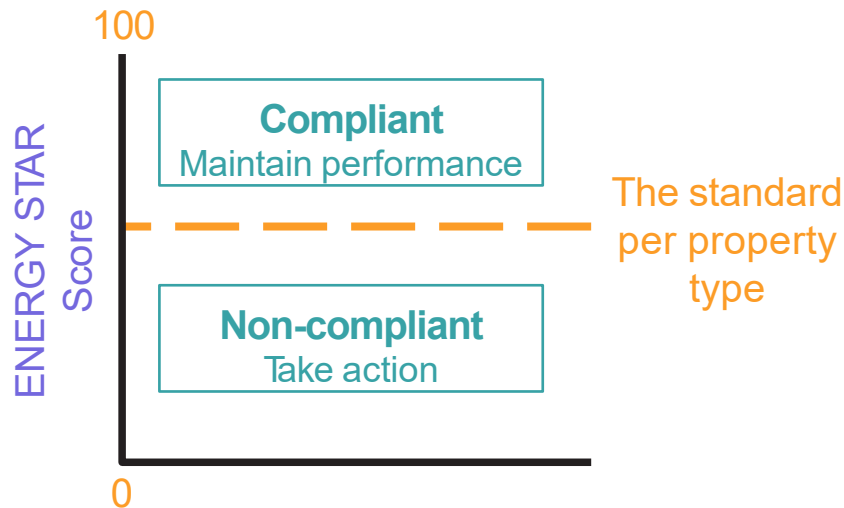 100
ENERGY STAR
Score
Compliant
Maintain performance
The standard
per property
type
Non-compliant
Take action
0